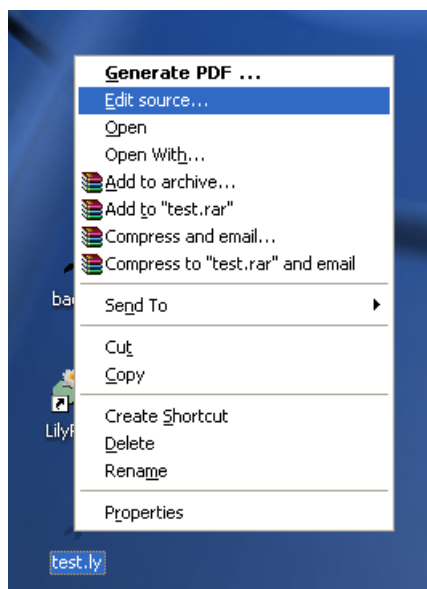 Generate PDF ...
Edit source...
Open
Open With...
Add to archive...
Add to "test.rar"
Compress and email...
Compress to "test.rar" and email
Send To
Cut
Copy
Create Shortcut
Delete
Rename
Properties
test.ly